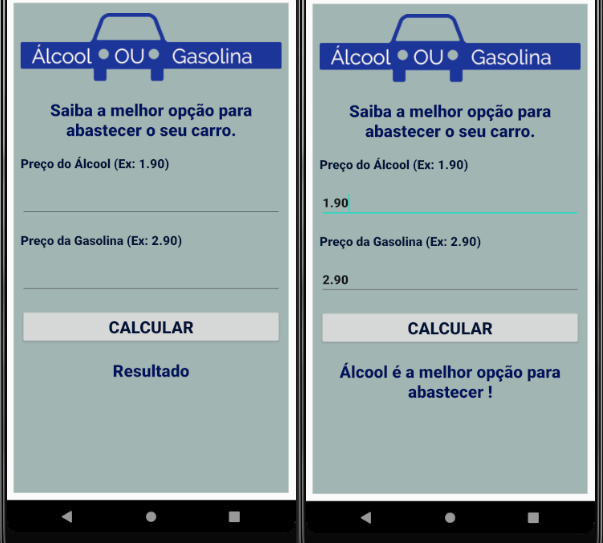 Álcool OU Gasolina
Saiba a melhor opção para
abastecer o seu carro.
Preço do Álcool (Ex: 1.90)
Preço da Gasolina (Ex: 2.90)
CALCULAR
Resultado
Álcool OU Gasolina
Saiba a melhor opção para
abastecer o seu carro.
Preço do Álcool (Ex: 1.90)
1.90
Preço da Gasolina (Ex: 2.90)
2.90
CALCULAR
Álcool é a melhor opção para
abastecer !